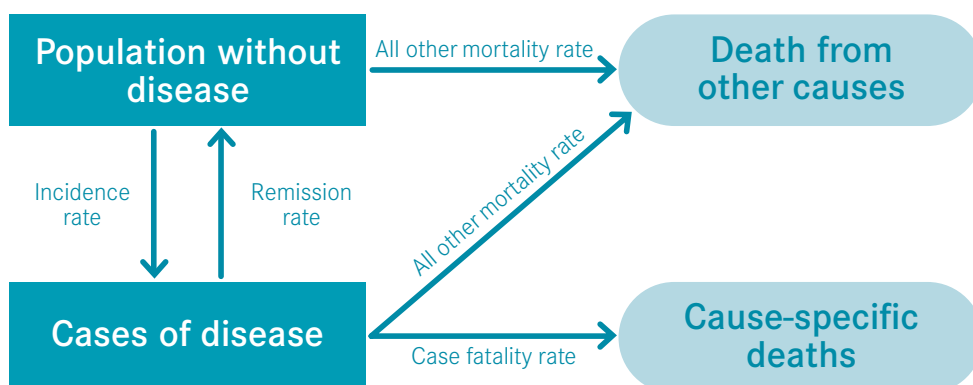 Population without
disease
All other mortality rate
Death from
other causes
Incidence
rate
Remission
rate
All other mortality rate
Cases of disease
Case fatality rate
Cause-specific
deaths